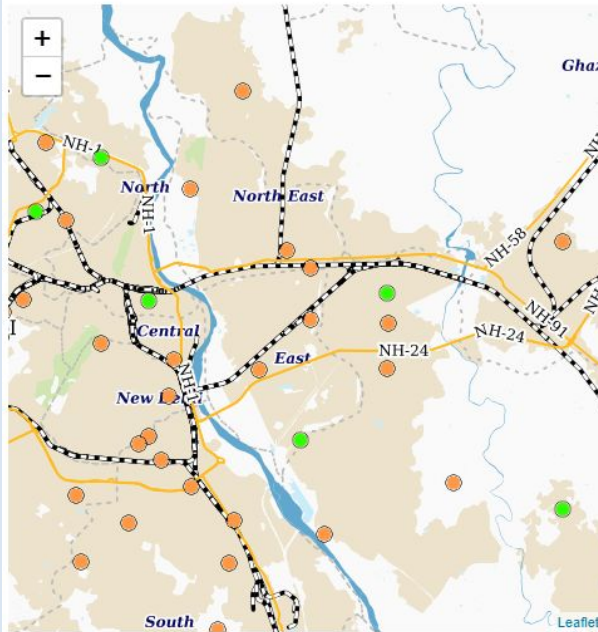 +
−
Ghaz
NH-1
North
North East
NH-1
NH-58
NH-91
NH-24
Central
East
NH-24
NH-1
South
Leaflet